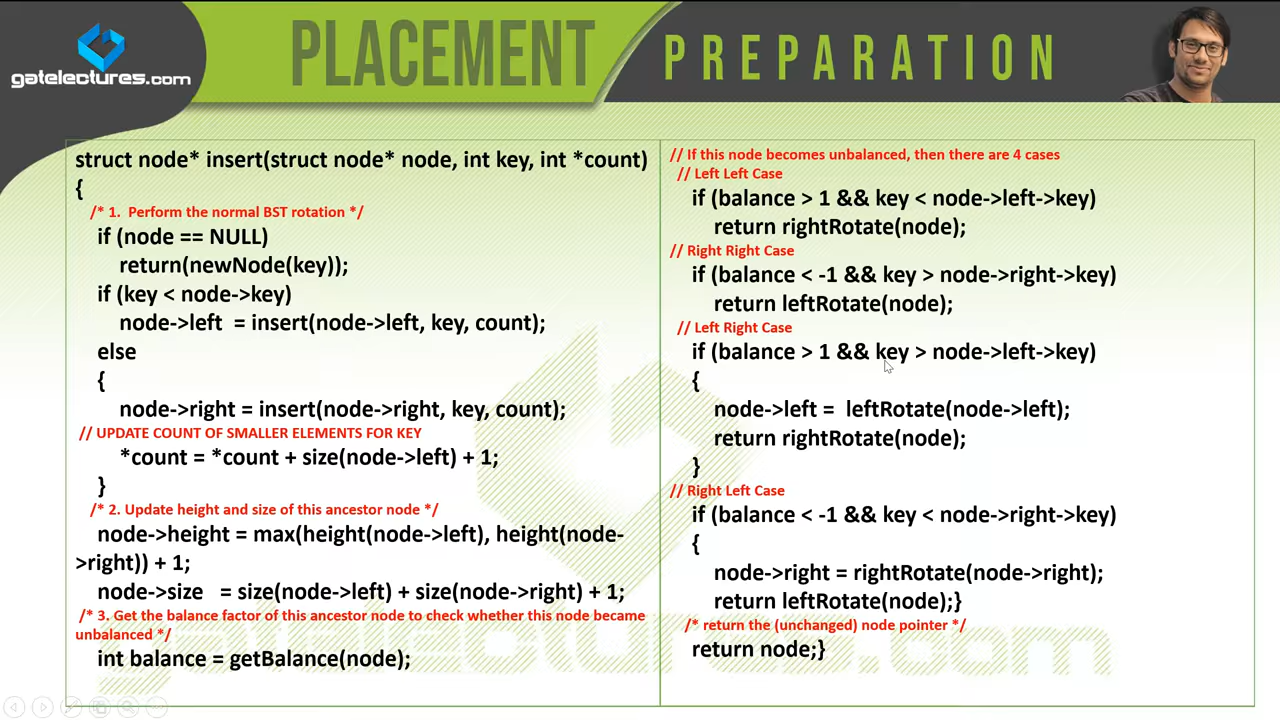 gatelectures.com
PLACEMENT
PREPARATION
struct node* insert(struct node* node, int key, int *count)
{
/* 1.  Perform the normal BST rotation */
if (node == NULL)
return(newNode(key));
if (key < node->key)
node->left  = insert(node->left, key, count);
else
{
node->right = insert(node->right, key, count);
// UPDATE COUNT OF SMALLER ELEMENTS FOR KEY
*count = *count + size(node->left) + 1;
}
/* 2. Update height and size of this ancestor node */
node->height = max(height(node->left), height(node-
>right)) + 1;
node->size   = size(node->left) + size(node->right) + 1;
/* 3. Get the balance factor of this ancestor node to check whether this node became
unbalanced */
int balance = getBalance(node);
// If this node becomes unbalanced, then there are 4 cases
// Left Left Case
if (balance > 1 && key < node->left->key)
return rightRotate(node);
// Right Right Case
if (balance < -1 && key > node->right->key)
return leftRotate(node);
// Left Right Case
if (balance > 1 && key > node->left->key)
{
node->left =  leftRotate(node->left);
return rightRotate(node);
}
// Right Left Case
if (balance < -1 && key < node->right->key)
{
node->right = rightRotate(node->right);
return leftRotate(node);}
/* return the (unchanged) node pointer */
return node;}
gatelectures.com